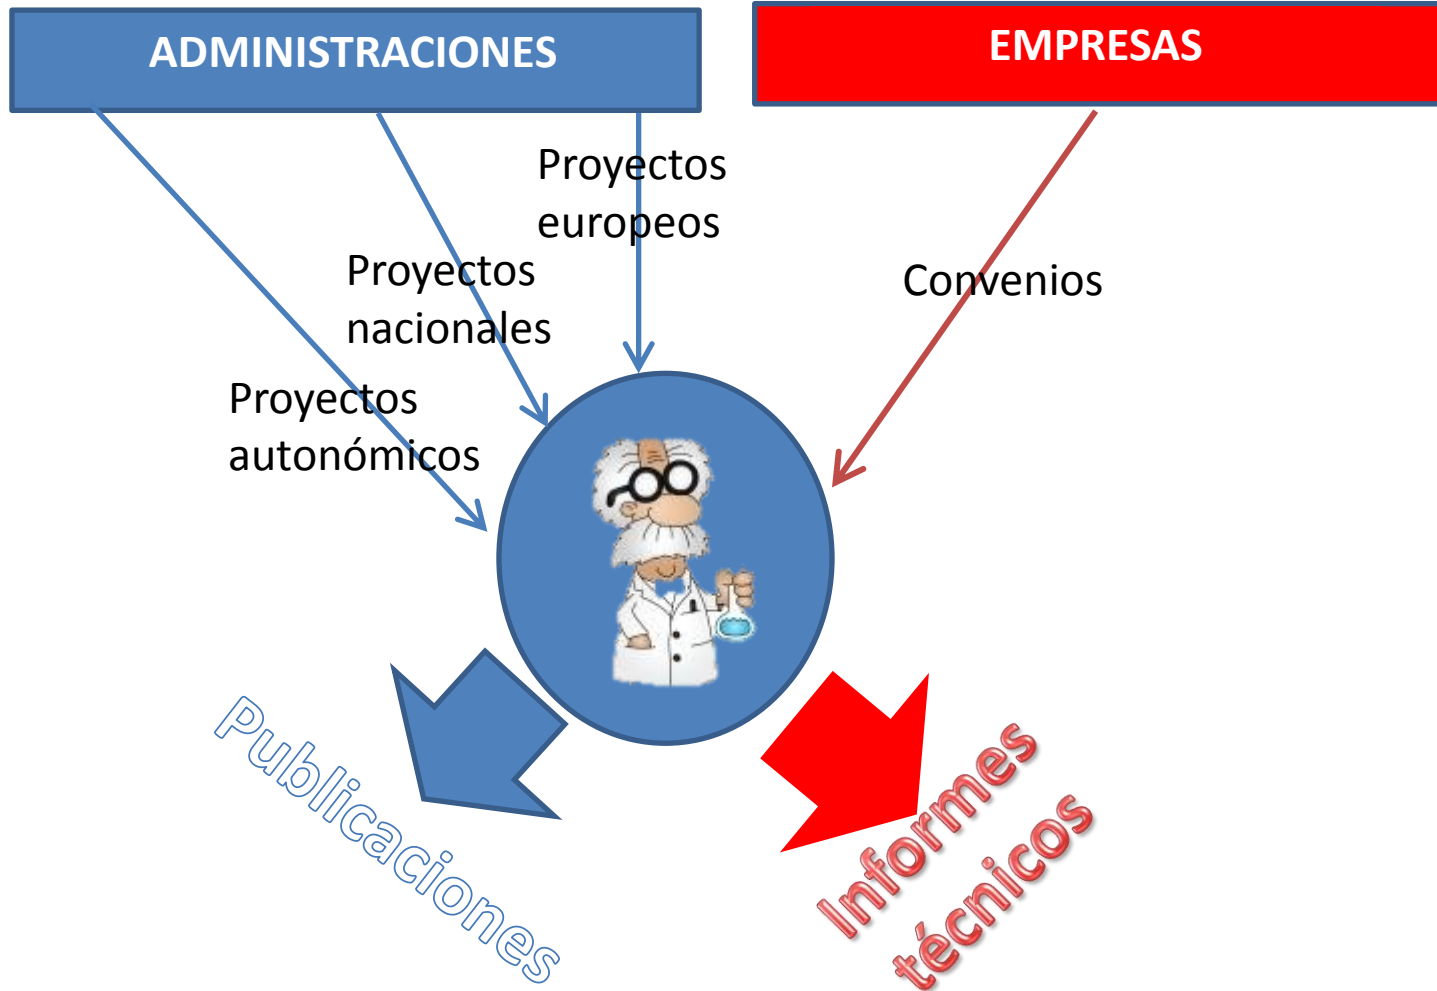 ADMINISTRACIONES
EMPRESAS
Proyectos
europeos
Proyectos
nacionales
Convenios
Proyectos
autonómicos
Publicaciones
Informes
técnicos